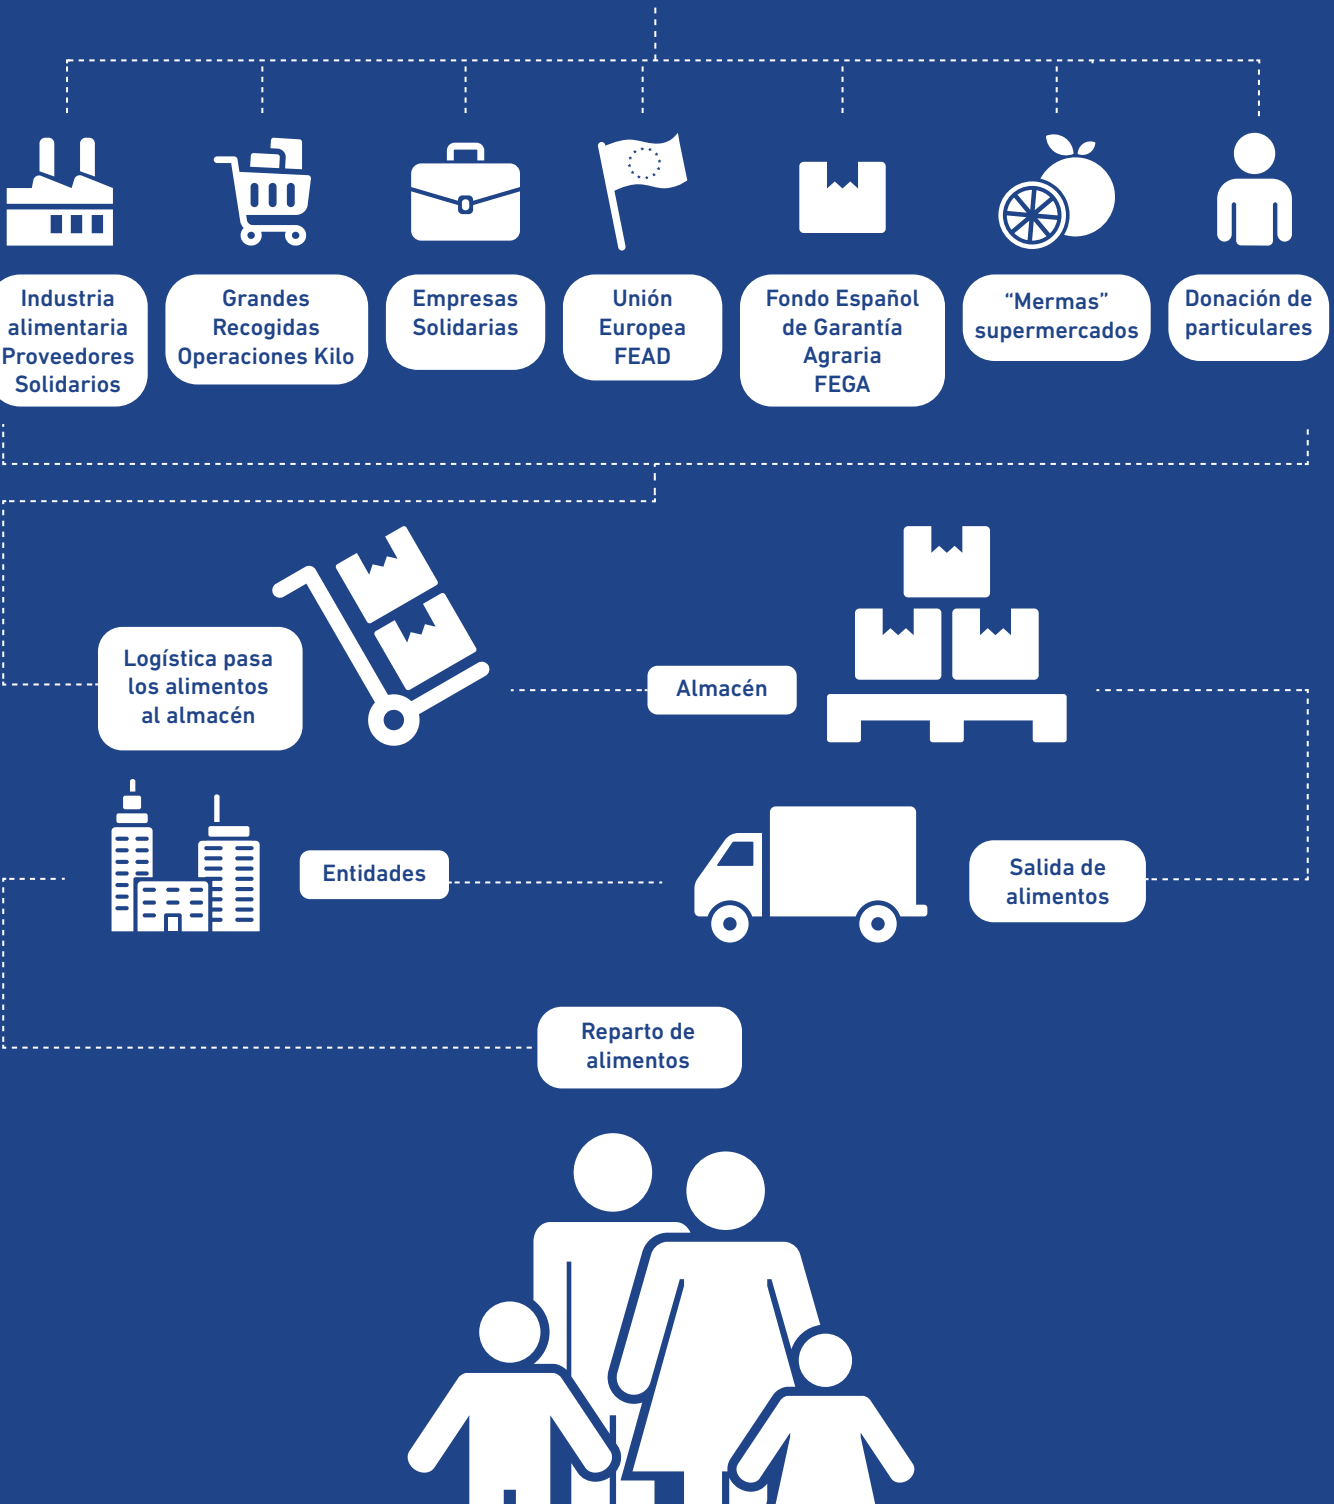 Industria
alimentaria
Proveedores
Solidarios
Grandes
Recogidas
Operaciones Kilo
Empresas
Solidarias
Unión
Europea
FEAD
Fondo Español
de Garantía
Agraria
FEGA
“Mermas”
supermercados
Donación de
particulares
Logística pasa
los alimentos
al almacén
Almacén
Salida de
alimentos
Entidades
Reparto de
alimentos